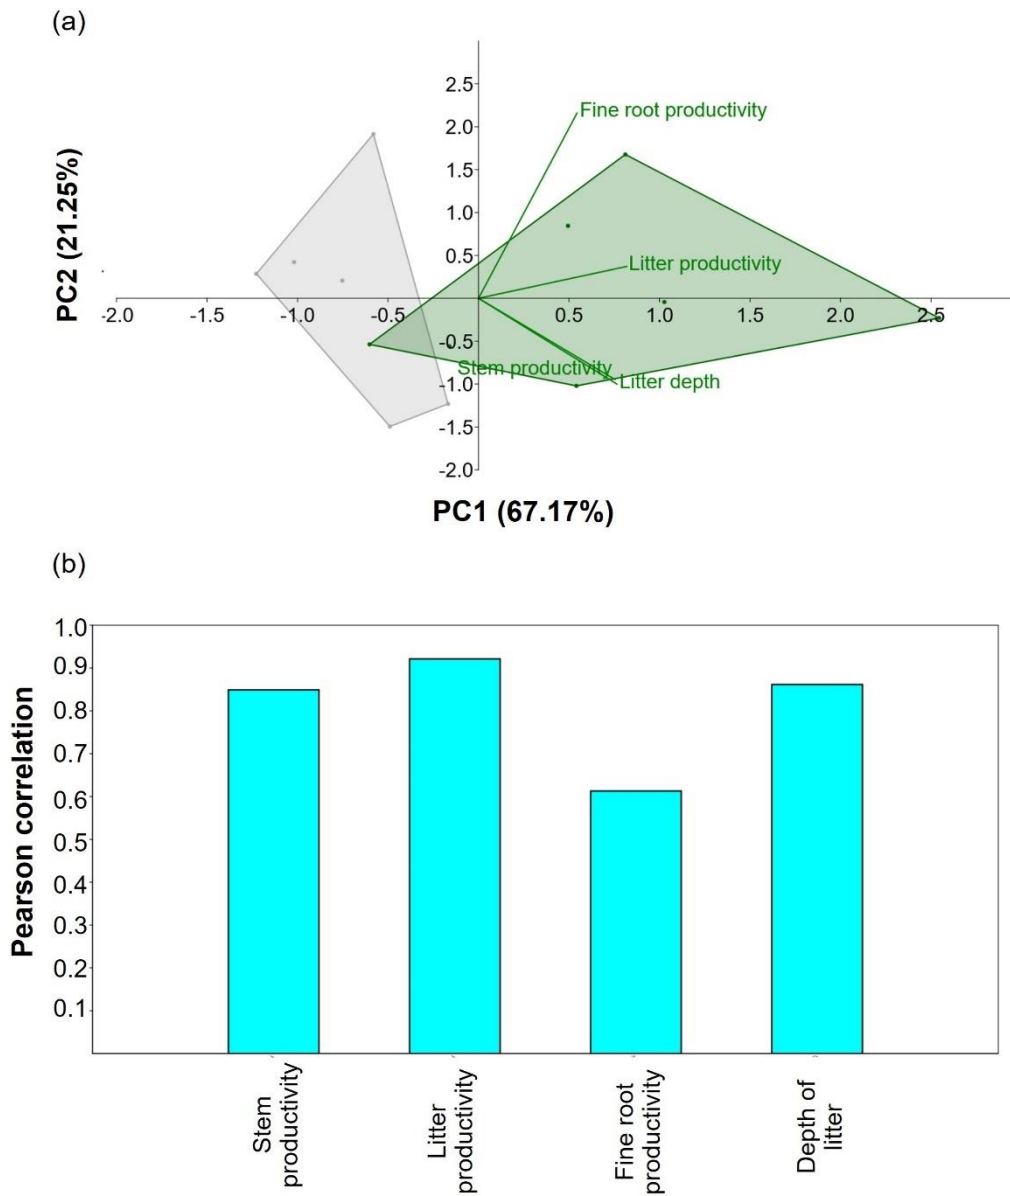 (a)
PC2 (21.25%)
2.5
2.0
1.5
1.0
0.5
-0.5
-1.0
-1.5
-2.0
-2.0 -1.5 -1.0 -0.5 0.5 1.0 1.5 2.0 2.5
Fine root productivity
Litter productivity
Stem productivity
Litter depth
PC1 (67.17%)
(b)
Pearson correlation
1.0
0.9
0.8
0.7
0.6
0.5
0.4
0.3
0.2
0.1
Stem
productivity
Litter
productivity
Fine root
productivity
Depth of
litter